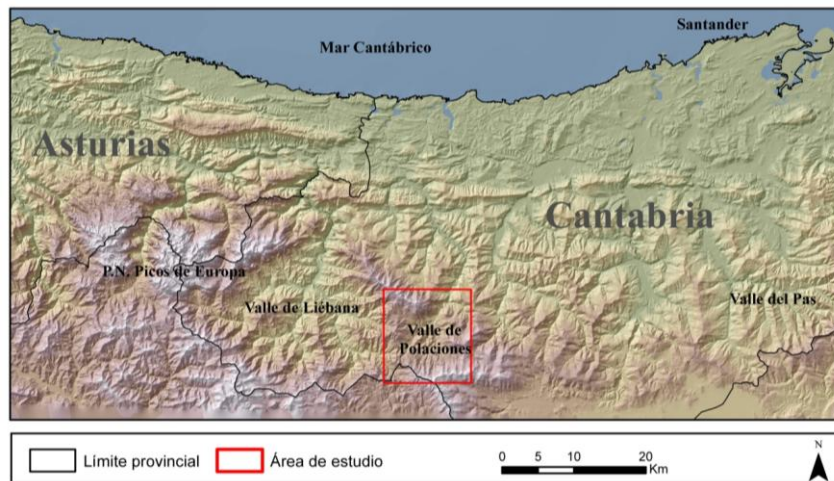 Santander
Mar Cantábrico
Asturias
Cantabria
P.N. Picos de Europa
Valle de Liébana
Valle del Pas
Valle de
Polaciones
Límite provincial
Área de estudio
0 5 10 20
Km
N